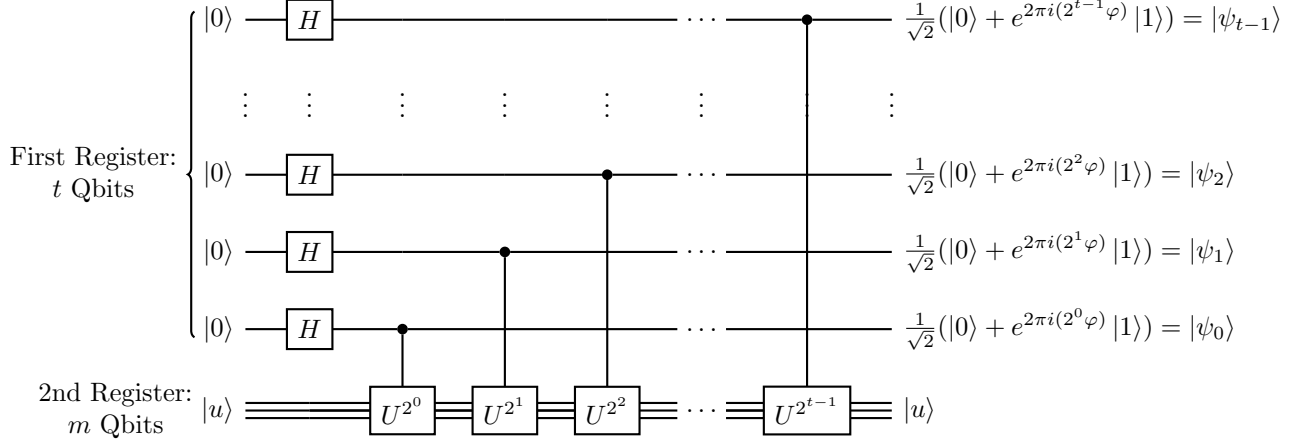 |0⟩ H 1/√2(|0⟩ + e^{2πi(2^{t−1}φ)} |1⟩) = |ψ_{t−1}⟩
⋮ ⋮ ⋮ ⋮ ⋮ ⋮ ⋮ ⋮
First Register:
t Qbits
|0⟩ H ⋯ 1/√2(|0⟩ + e^{2πi(2^2φ)} |1⟩) = |ψ_2⟩
|0⟩ H ⋯ 1/√2(|0⟩ + e^{2πi(2^1φ)} |1⟩) = |ψ_1⟩
|0⟩ H ⋯ 1/√2(|0⟩ + e^{2πi(2^0φ)} |1⟩) = |ψ_0⟩
2nd Register:
m Qbits
|u⟩ U^{2^0} U^{2^1} U^{2^2} ⋯ U^{2^{t−1}} |u⟩